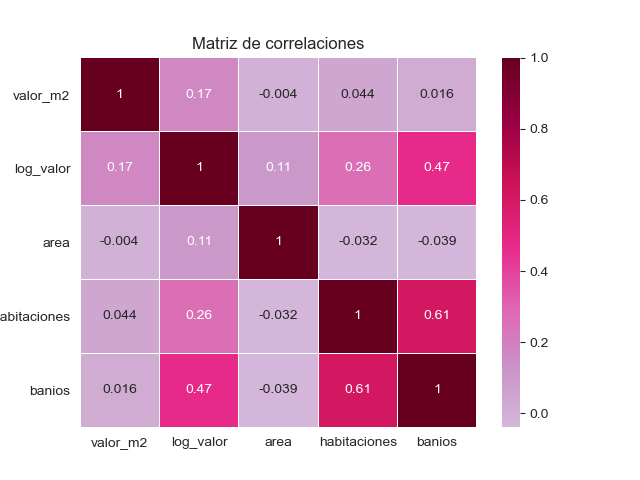 Matriz de correlaciones
valor_m2 1 0.17 -0.004 0.044 0.016
log_valor 0.17 1 0.11 0.26 0.47
area -0.004 0.11 1 -0.032 -0.039
abitaciones 0.044 0.26 -0.032 1 0.61
banios 0.016 0.47 -0.039 0.61 1
valor_m2 log_valor area habitaciones banios
1.0
0.8
0.6
0.4
0.2
0.0